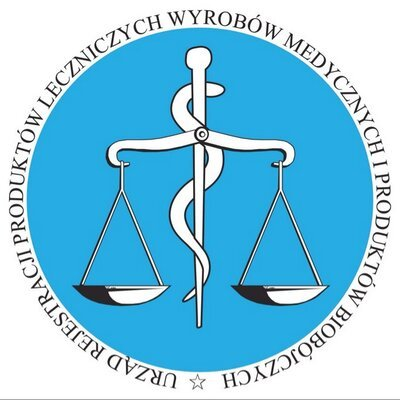 URZĄD REJESTRACJI PRODUKTÓW LECZNICZYCH WYROBÓW MEDYCZNYCH I PRODUKTÓW BIOBÓJCZYCH